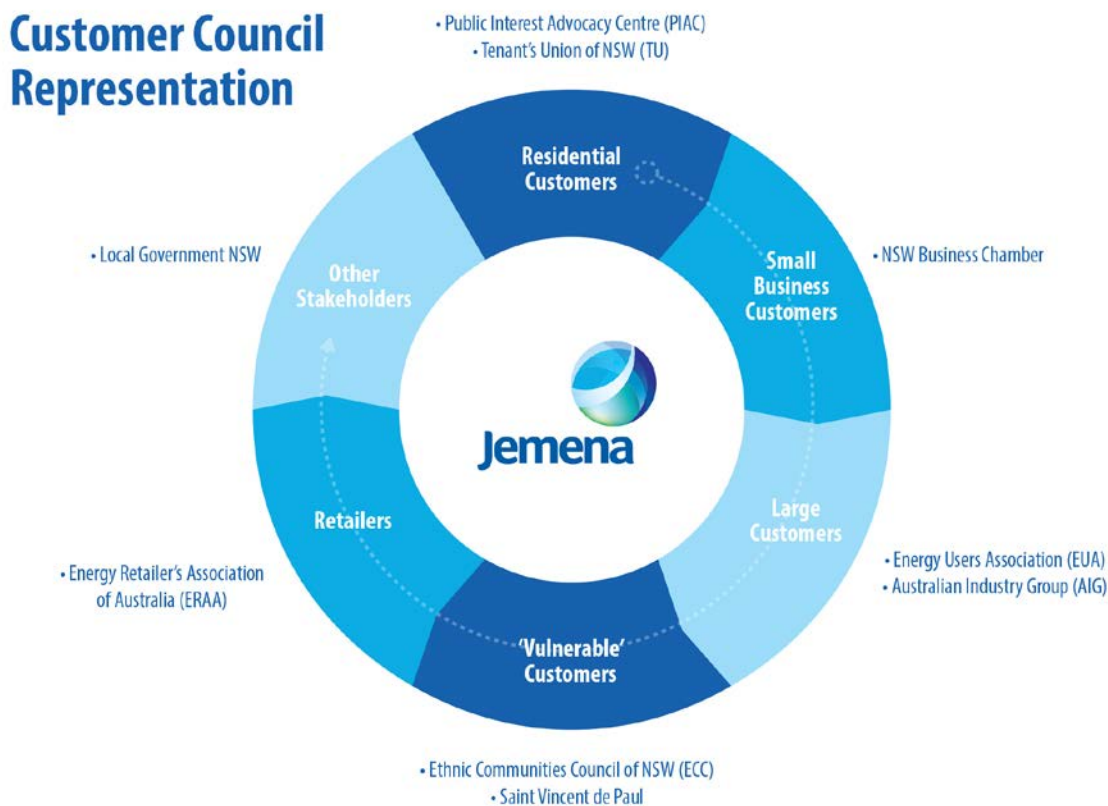 Customer Council
Representation
• Public Interest Advocacy Centre (PIAC)
• Tenant's Union of NSW (TU)
Residential
Customers
Small
Business
Customers
• NSW Business Chamber
Large
Customers
• Energy Users Association (EUA)
• Australian Industry Group (AIG)
'Vulnerable'
Customers
• Ethnic Communities Council of NSW (ECC)
• Saint Vincent de Paul
Retailers
• Energy Retailer's Association
of Australia (ERAA)
Other
Stakeholders
• Local Government NSW
Jemena